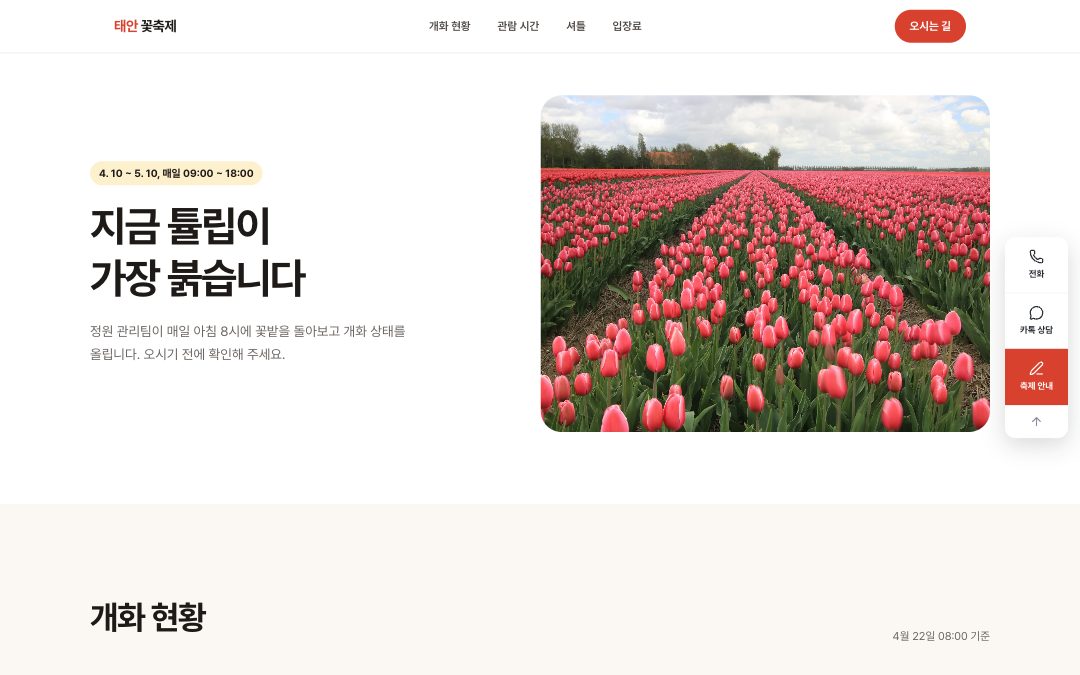 태안 꽃축제
개화 현황
관람 시간
셔틀
입장료
오시는 길
4. 10 ~ 5. 10, 매일 09:00 ~ 18:00
지금 튤립이
가장 붉습니다
정원 관리팀이 매일 아침 8시에 꽃밭을 돌아보고 개화 상태를
올립니다. 오시기 전에 확인해 주세요.
전화
카톡 상담
축제 안내
개화 현황
4월 22일 08:00 기준